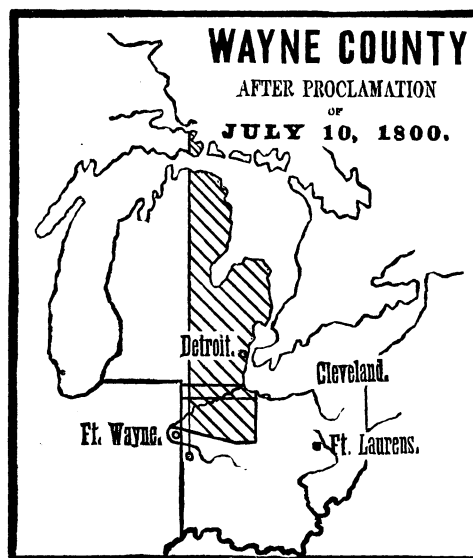 WAYNE COUNTY
AFTER PROCLAMATION
OF
JULY 10, 1800.
Detroit.
Cleveland.
Ft. Wayne.
Ft. Laurens.